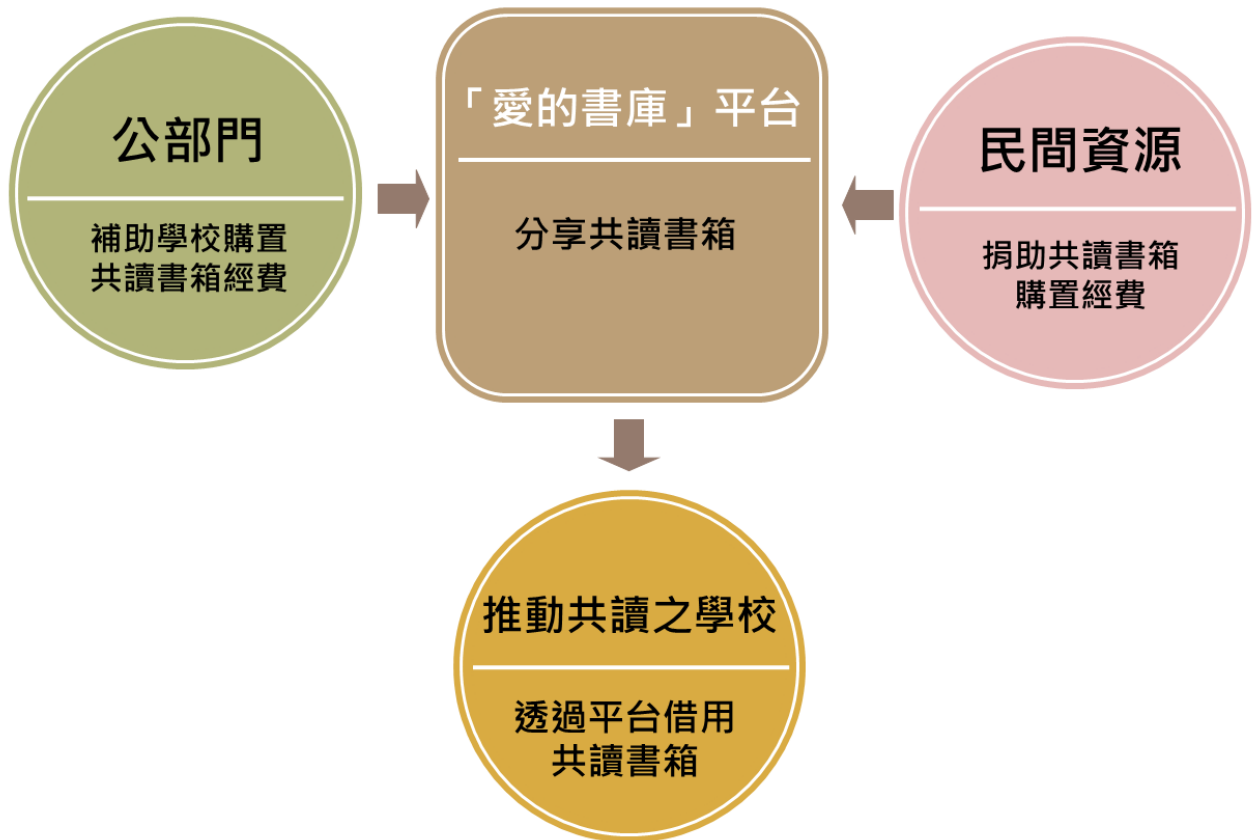 公部門
補助學校購置
共讀書箱經費
「愛的書庫」平台
分享共讀書箱
民間資源
捐助共讀書箱
購置經費
推動共讀之學校
透過平台借用
共讀書箱